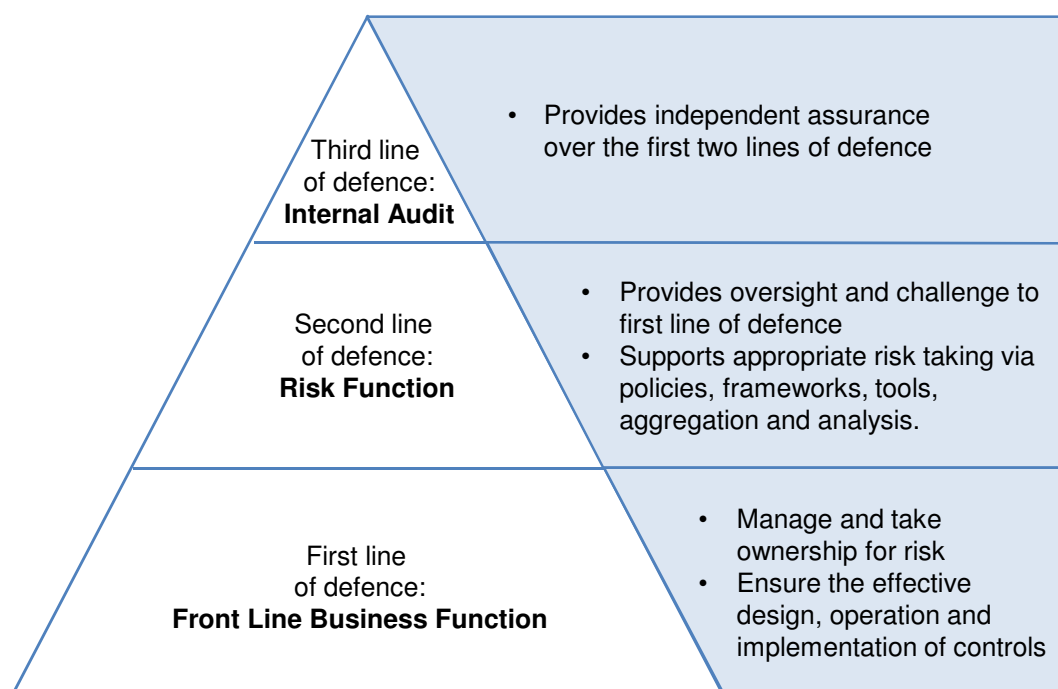 Third line
of defence:
Internal Audit
• Provides independent assurance
over the first two lines of defence
Second line
of defence:
Risk Function
• Provides oversight and challenge to
first line of defence
• Supports appropriate risk taking via
policies, frameworks, tools,
aggregation and analysis.
First line
of defence:
Front Line Business Function
• Manage and take
ownership for risk
• Ensure the effective
design, operation and
implementation of controls